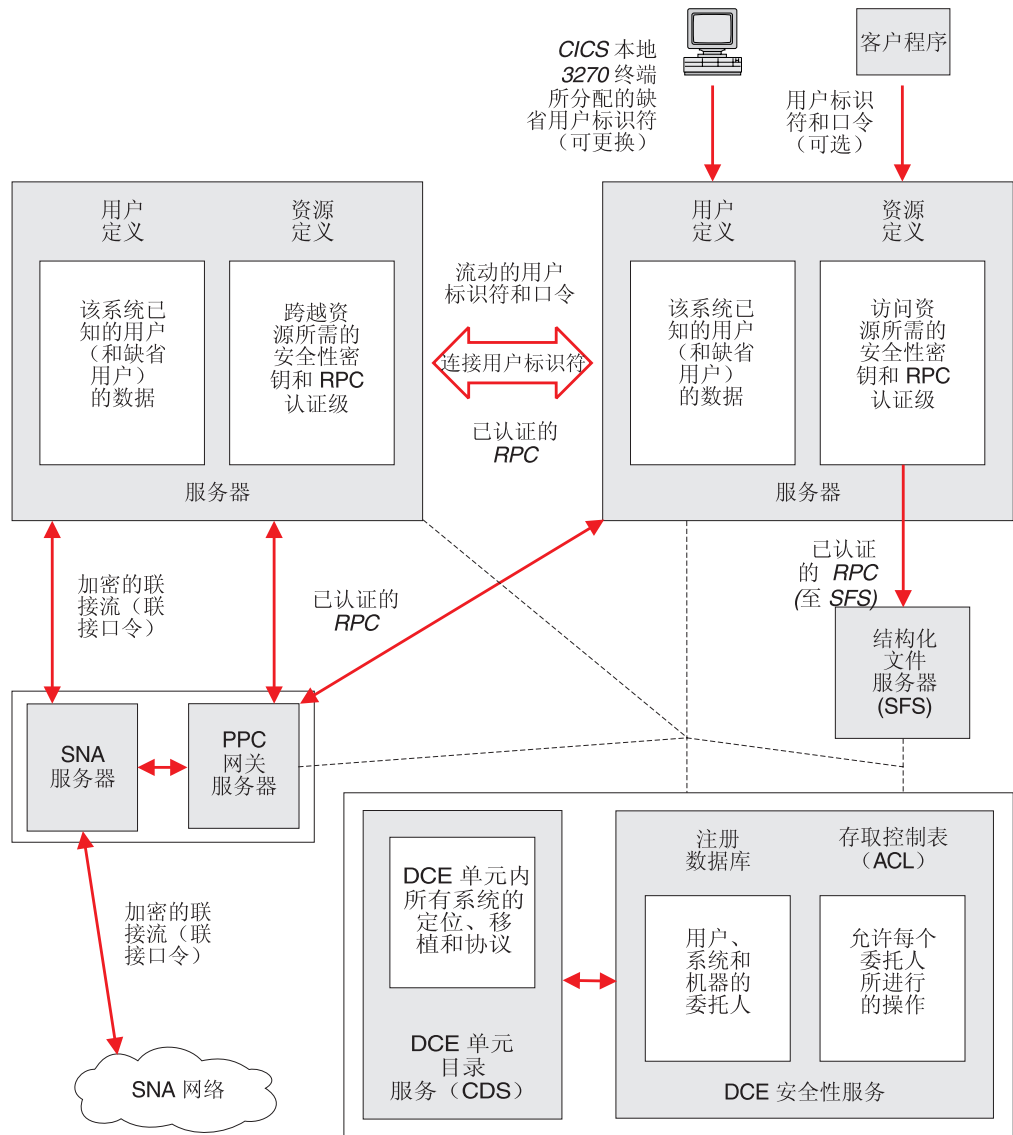 CICS 本地
3270 终端
所分配的缺
省用户标识符
（可更换）
客户程序
用户标识
符和口令
（可选）
用户
定义
资源
定义
该系统已
知的用户
（和缺省
用户）
的数据
跨越资
源所需的
安全性密
钥和 RPC
认证级
服务器
流动的用户
标识符和口令
连接用户标识符
已认证的
RPC
用户
定义
资源
定义
该系统已
知的用户
（和缺省
用户）
的数据
访问资
源所需的
安全性密
钥和 RPC
认证级
服务器
加密的联
接流（联
接口令）
已认证的
RPC
已认证
的 RPC
(至 SFS)
结构化
文件
服务器
(SFS)
SNA
服务器
PPC
网关
服务器
加密的联
接流（联
接口令）
SNA 网络
DCE 单元内
所有系统的
定位、移
植和协议
DCE 单元
目录
服务（CDS）
注册
数据库
存取控制表
（ACL）
用户、
系统和
机器的
委托人
允许每个
委托人
所进行
的操作
DCE 安全性服务